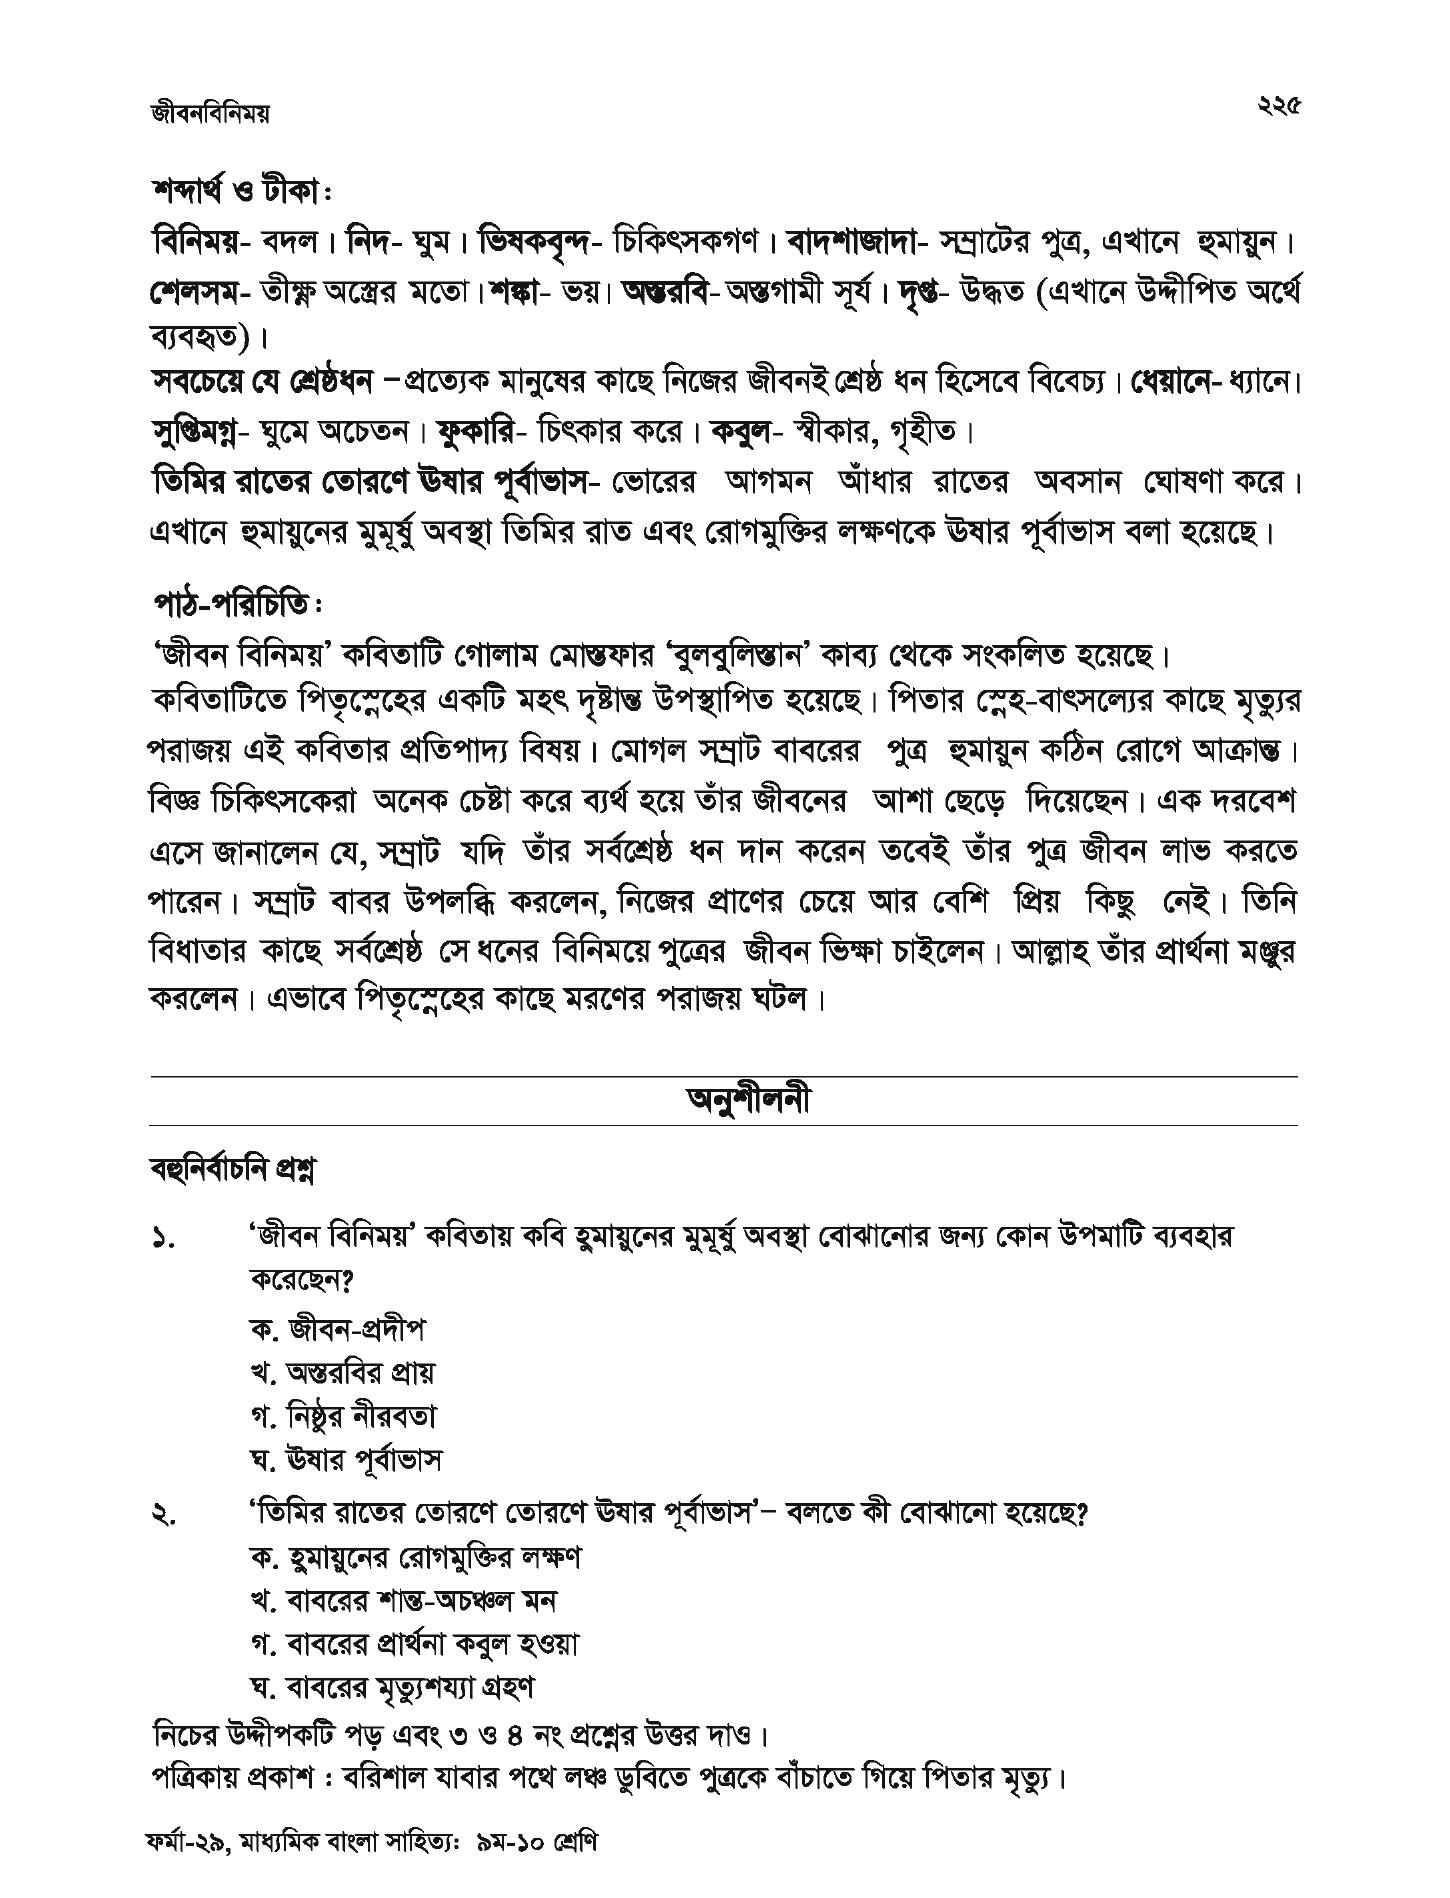 জীবনবিনিময়
২২৫
শব্দার্থ ও টীকা:
বিনিময়- বদল। নিদ- ঘুম। ভিষকবৃন্দ- চিকিৎসকগণ। বাদশাজাদা- সম্রাটের পুত্র, এখানে হুমায়ুন।
শেলসম- তীক্ষ্ণ অস্ত্রের মতো। শঙ্কা- ভয়। অস্তরবি- অস্তগামী সূর্য। দৃপ্ত- উদ্ধত (এখানে উদ্দীপিত অর্থে
ব্যবহৃত)।
সবচেয়ে যে শ্রেষ্ঠধন –প্রত্যেক মানুষের কাছে নিজের জীবনই শ্রেষ্ঠ ধন হিসেবে বিবেচ্য। ধেয়ানে- ধ্যানে।
সুপ্তিমগ্ন- ঘুমে অচেতন। ফুকারি- চিৎকার করে। কবুল- স্বীকার, গৃহীত।
তিমির রাতের তোরণে ঊষার পূর্বাভাস- ভোরের আগমন আঁধার রাতের অবসান ঘোষণা করে।
এখানে হুমায়ুনের মুমূর্ষু অবস্থা তিমির রাত এবং রোগমুক্তির লক্ষণকে ঊষার পূর্বাভাস বলা হয়েছে।
পাঠ-পরিচিতি:
‘জীবন বিনিময়’ কবিতাটি গোলাম মোস্তফার ‘বুলবুলিস্তান’ কাব্য থেকে সংকলিত হয়েছে।
কবিতাটিতে পিতৃস্নেহের একটি মহৎ দৃষ্টান্ত উপস্থাপিত হয়েছে। পিতার স্নেহ-বাৎসল্যের কাছে মৃত্যুর
পরাজয় এই কবিতার প্রতিপাদ্য বিষয়। মোগল সম্রাট বাবরের পুত্র হুমায়ুন কঠিন রোগে আক্রান্ত।
বিজ্ঞ চিকিৎসকেরা অনেক চেষ্টা করে ব্যর্থ হয়ে তাঁর জীবনের আশা ছেড়ে দিয়েছেন। এক দরবেশ
এসে জানালেন যে, সম্রাট যদি তাঁর সর্বশ্রেষ্ঠ ধন দান করেন তবেই তাঁর পুত্র জীবন লাভ করতে
পারেন। সম্রাট বাবর উপলব্ধি করলেন, নিজের প্রাণের চেয়ে আর বেশি প্রিয় কিছু নেই। তিনি
বিধাতার কাছে সর্বশ্রেষ্ঠ সে ধনের বিনিময়ে পুত্রের জীবন ভিক্ষা চাইলেন। আল্লাহ তাঁর প্রার্থনা মঞ্জুর
করলেন। এভাবে পিতৃস্নেহের কাছে মরণের পরাজয় ঘটল।
অনুশীলনী
বহুনির্বাচনি প্রশ্ন
১. ‘জীবন বিনিময়’ কবিতায় কবি হুমায়ুনের মুমূর্ষু অবস্থা বোঝানোর জন্য কোন উপমাটি ব্যবহার
করেছেন?
ক. জীবন-প্রদীপ
খ. অস্তরবির প্রায়
গ. নিষ্ঠুর নীরবতা
ঘ. ঊষার পূর্বাভাস
২. ‘তিমির রাতের তোরণে তোরণে ঊষার পূর্বাভাস’– বলতে কী বোঝানো হয়েছে?
ক. হুমায়ুনের রোগমুক্তির লক্ষণ
খ. বাবরের শান্ত-অচঞ্চল মন
গ. বাবরের প্রার্থনা কবুল হওয়া
ঘ. বাবরের মৃত্যুশয্যা গ্রহণ
নিচের উদ্দীপকটি পড় এবং ৩ ও ৪ নং প্রশ্নের উত্তর দাও।
পত্রিকায় প্রকাশ : বরিশাল যাবার পথে লঞ্চ ডুবিতে পুত্রকে বাঁচাতে গিয়ে পিতার মৃত্যু।
ফর্মা-২৯, মাধ্যমিক বাংলা সাহিত্য: ৯ম-১০ শ্রেণি